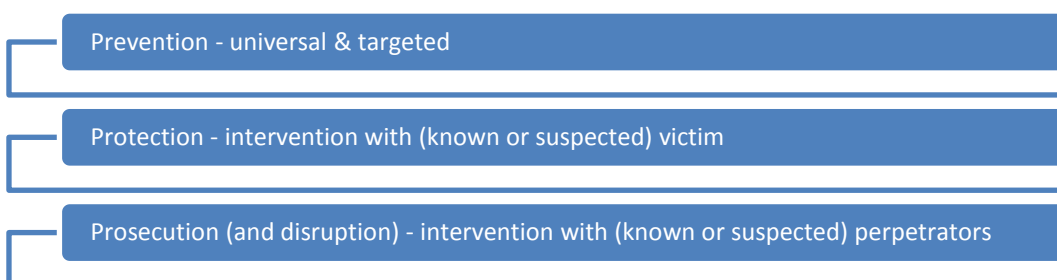 Prevention - universal & targeted
Protection - intervention with (known or suspected) victim
Prosecution (and disruption) - intervention with (known or suspected) perpetrators